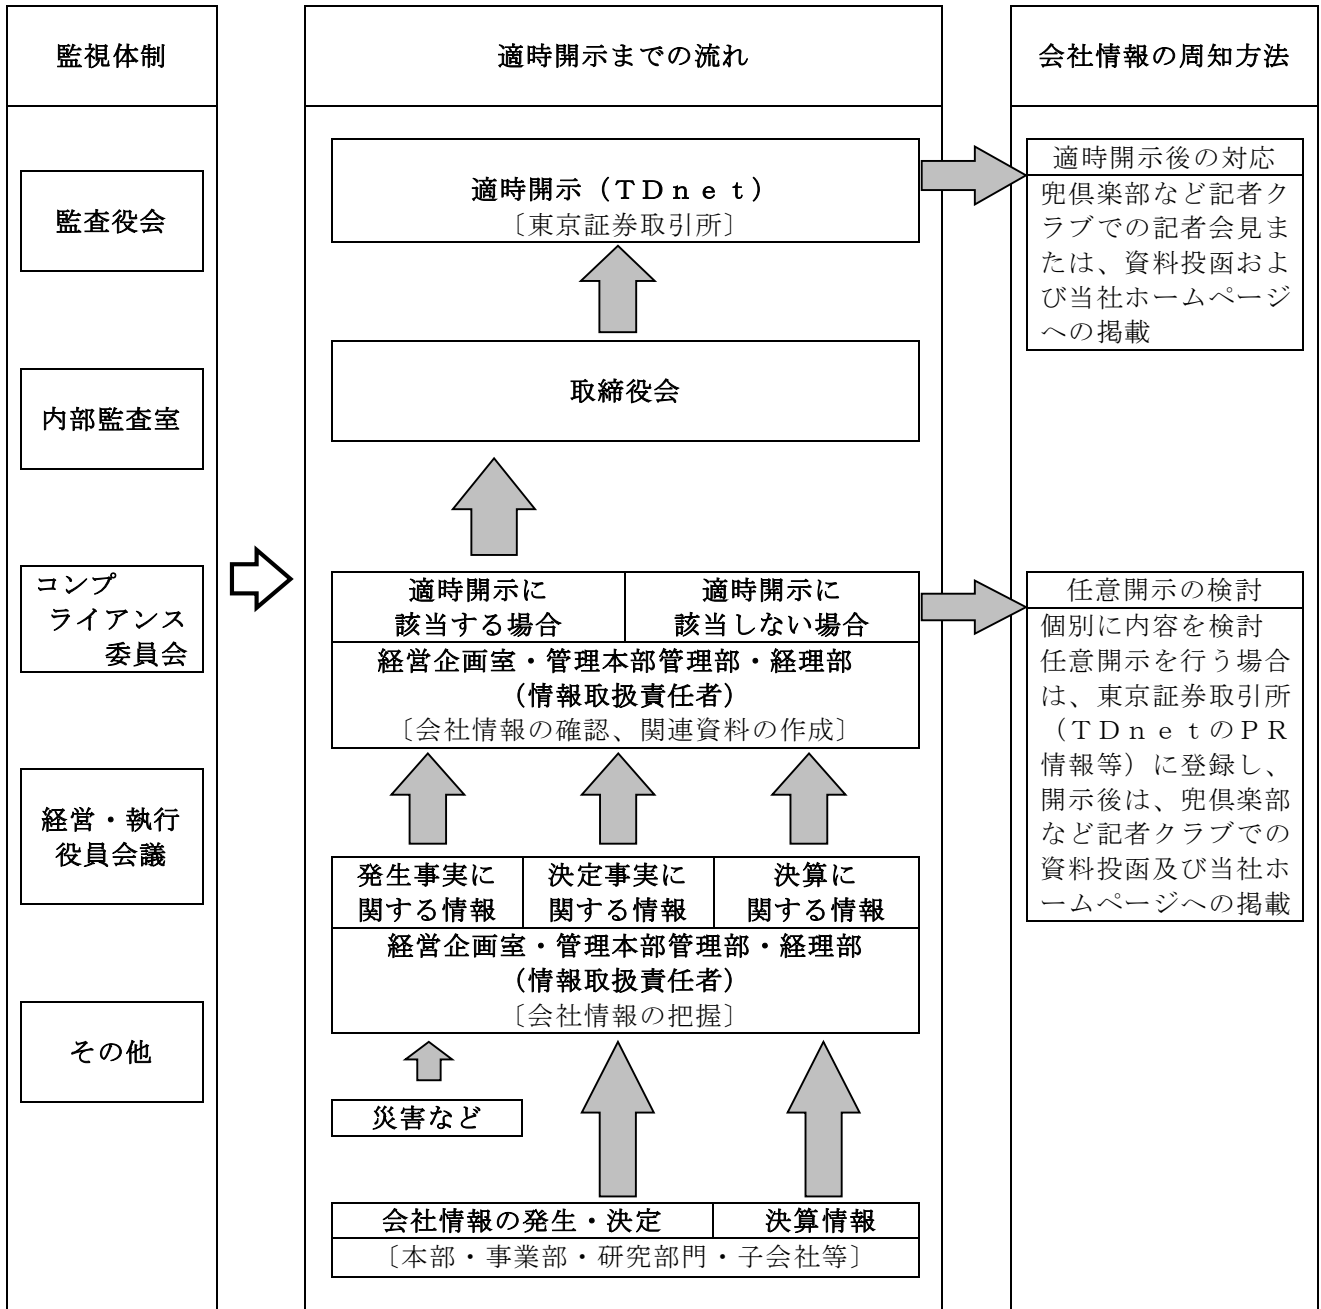 監視体制
監査役会
内部監査室
コンプ
ライアンス
委員会
経営・執行
役員会議
その他
適時開示までの流れ
適時開示（ＴＤｎｅｔ）
〔東京証券取引所〕
取締役会
適時開示に
該当する場合
適時開示に
該当しない場合
経営企画室・管理本部管理部・経理部
（情報取扱責任者）
〔会社情報の確認、関連資料の作成〕
発生事実に
関する情報
決定事実に
関する情報
決算に
関する情報
経営企画室・管理本部管理部・経理部
（情報取扱責任者）
〔会社情報の把握〕
災害など
会社情報の発生・決定
決算情報
〔本部・事業部・研究部門・子会社等〕
会社情報の周知方法
適時開示後の対応
兜倶楽部など記者ク
ラブでの記者会見ま
たは、資料投函およ
び当社ホームページ
への掲載
任意開示の検討
個別に内容を検討
任意開示を行う場合
は、東京証券取引所
（ＴＤｎｅｔのＰＲ
情報等）に登録し、
開示後は、兜倶楽部
など記者クラブでの
資料投函及び当社ホ
ームページへの掲載